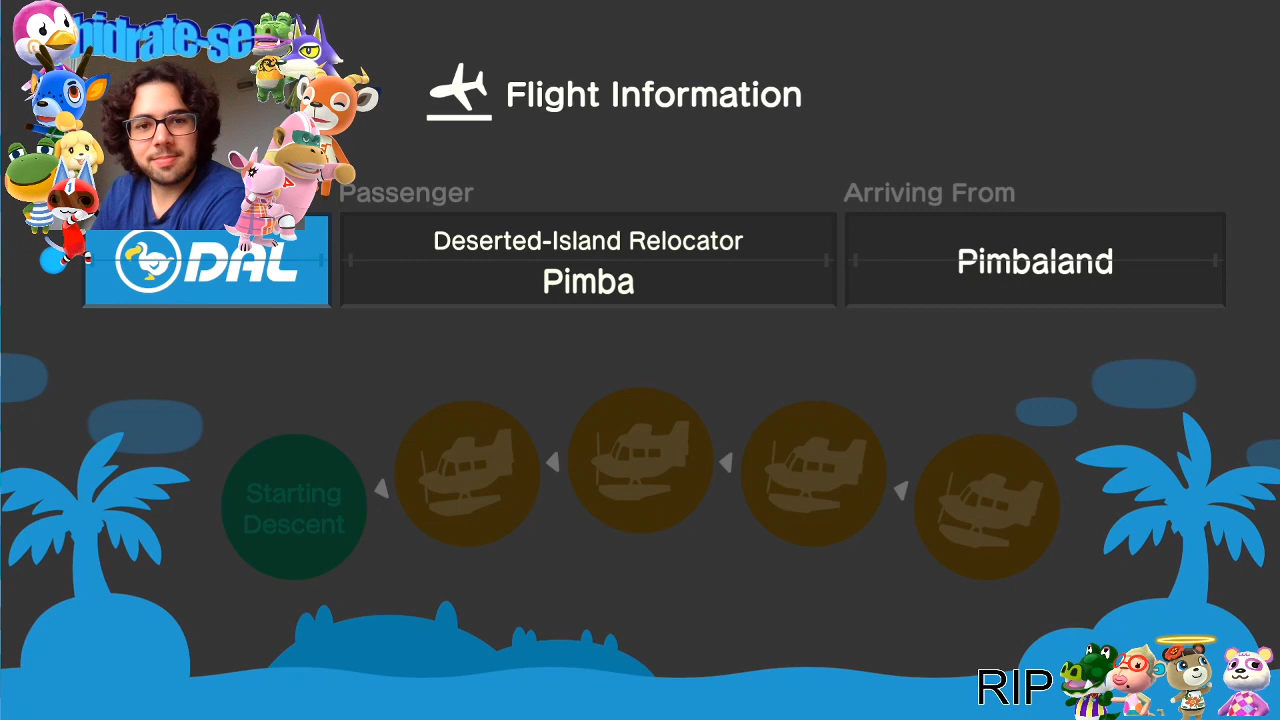 hidrate-se
Flight Information
Passenger
Arriving From
DAL
Deserted-Island Relocator
Pimba
Pimbaland
Starting
Descent
RIP